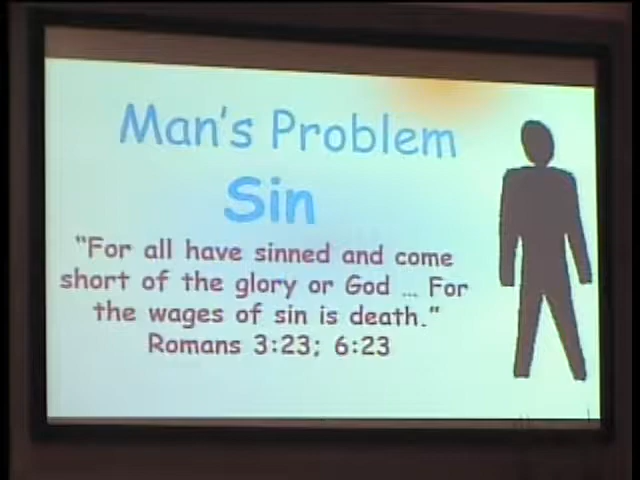 Man's Problem
Sin
"For all have sinned and come
short of the glory or God ... For
the wages of sin is death."
Romans 3:23; 6:23